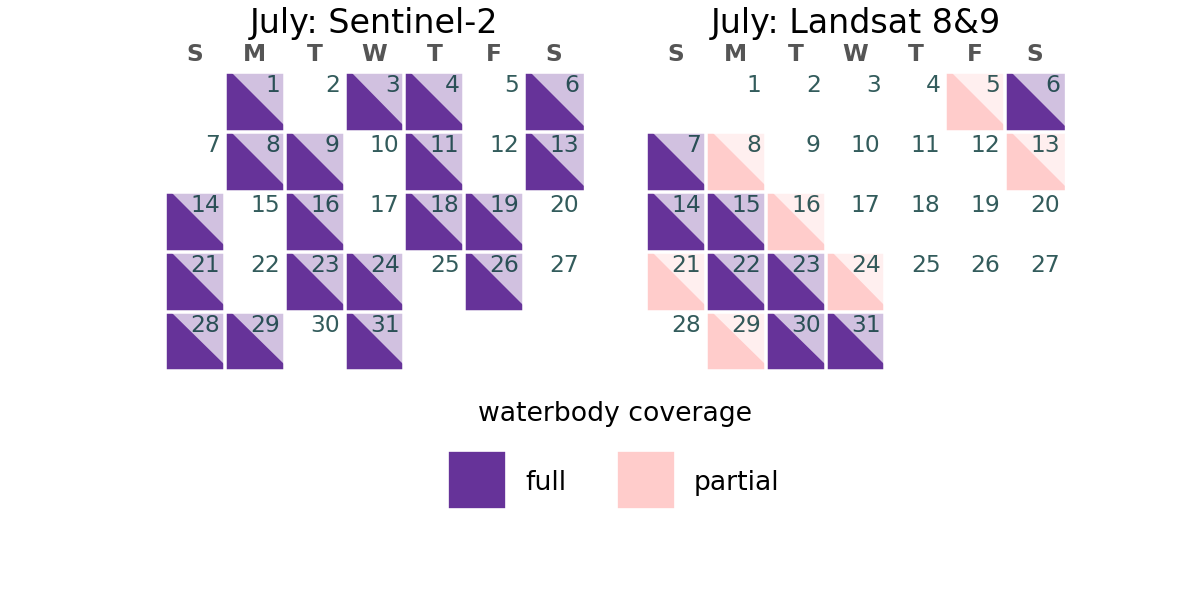 July: Sentinel-2
S M T W T F S
1 2 3 4 5 6
7 8 9 10 11 12 13
14 15 16 17 18 19 20
21 22 23 24 25 26 27
28 29 30 31
July: Landsat 8&9
S M T W T F S
1 2 3 4 5 6
7 8 9 10 11 12 13
14 15 16 17 18 19 20
21 22 23 24 25 26 27
28 29 30 31
waterbody coverage
full partial